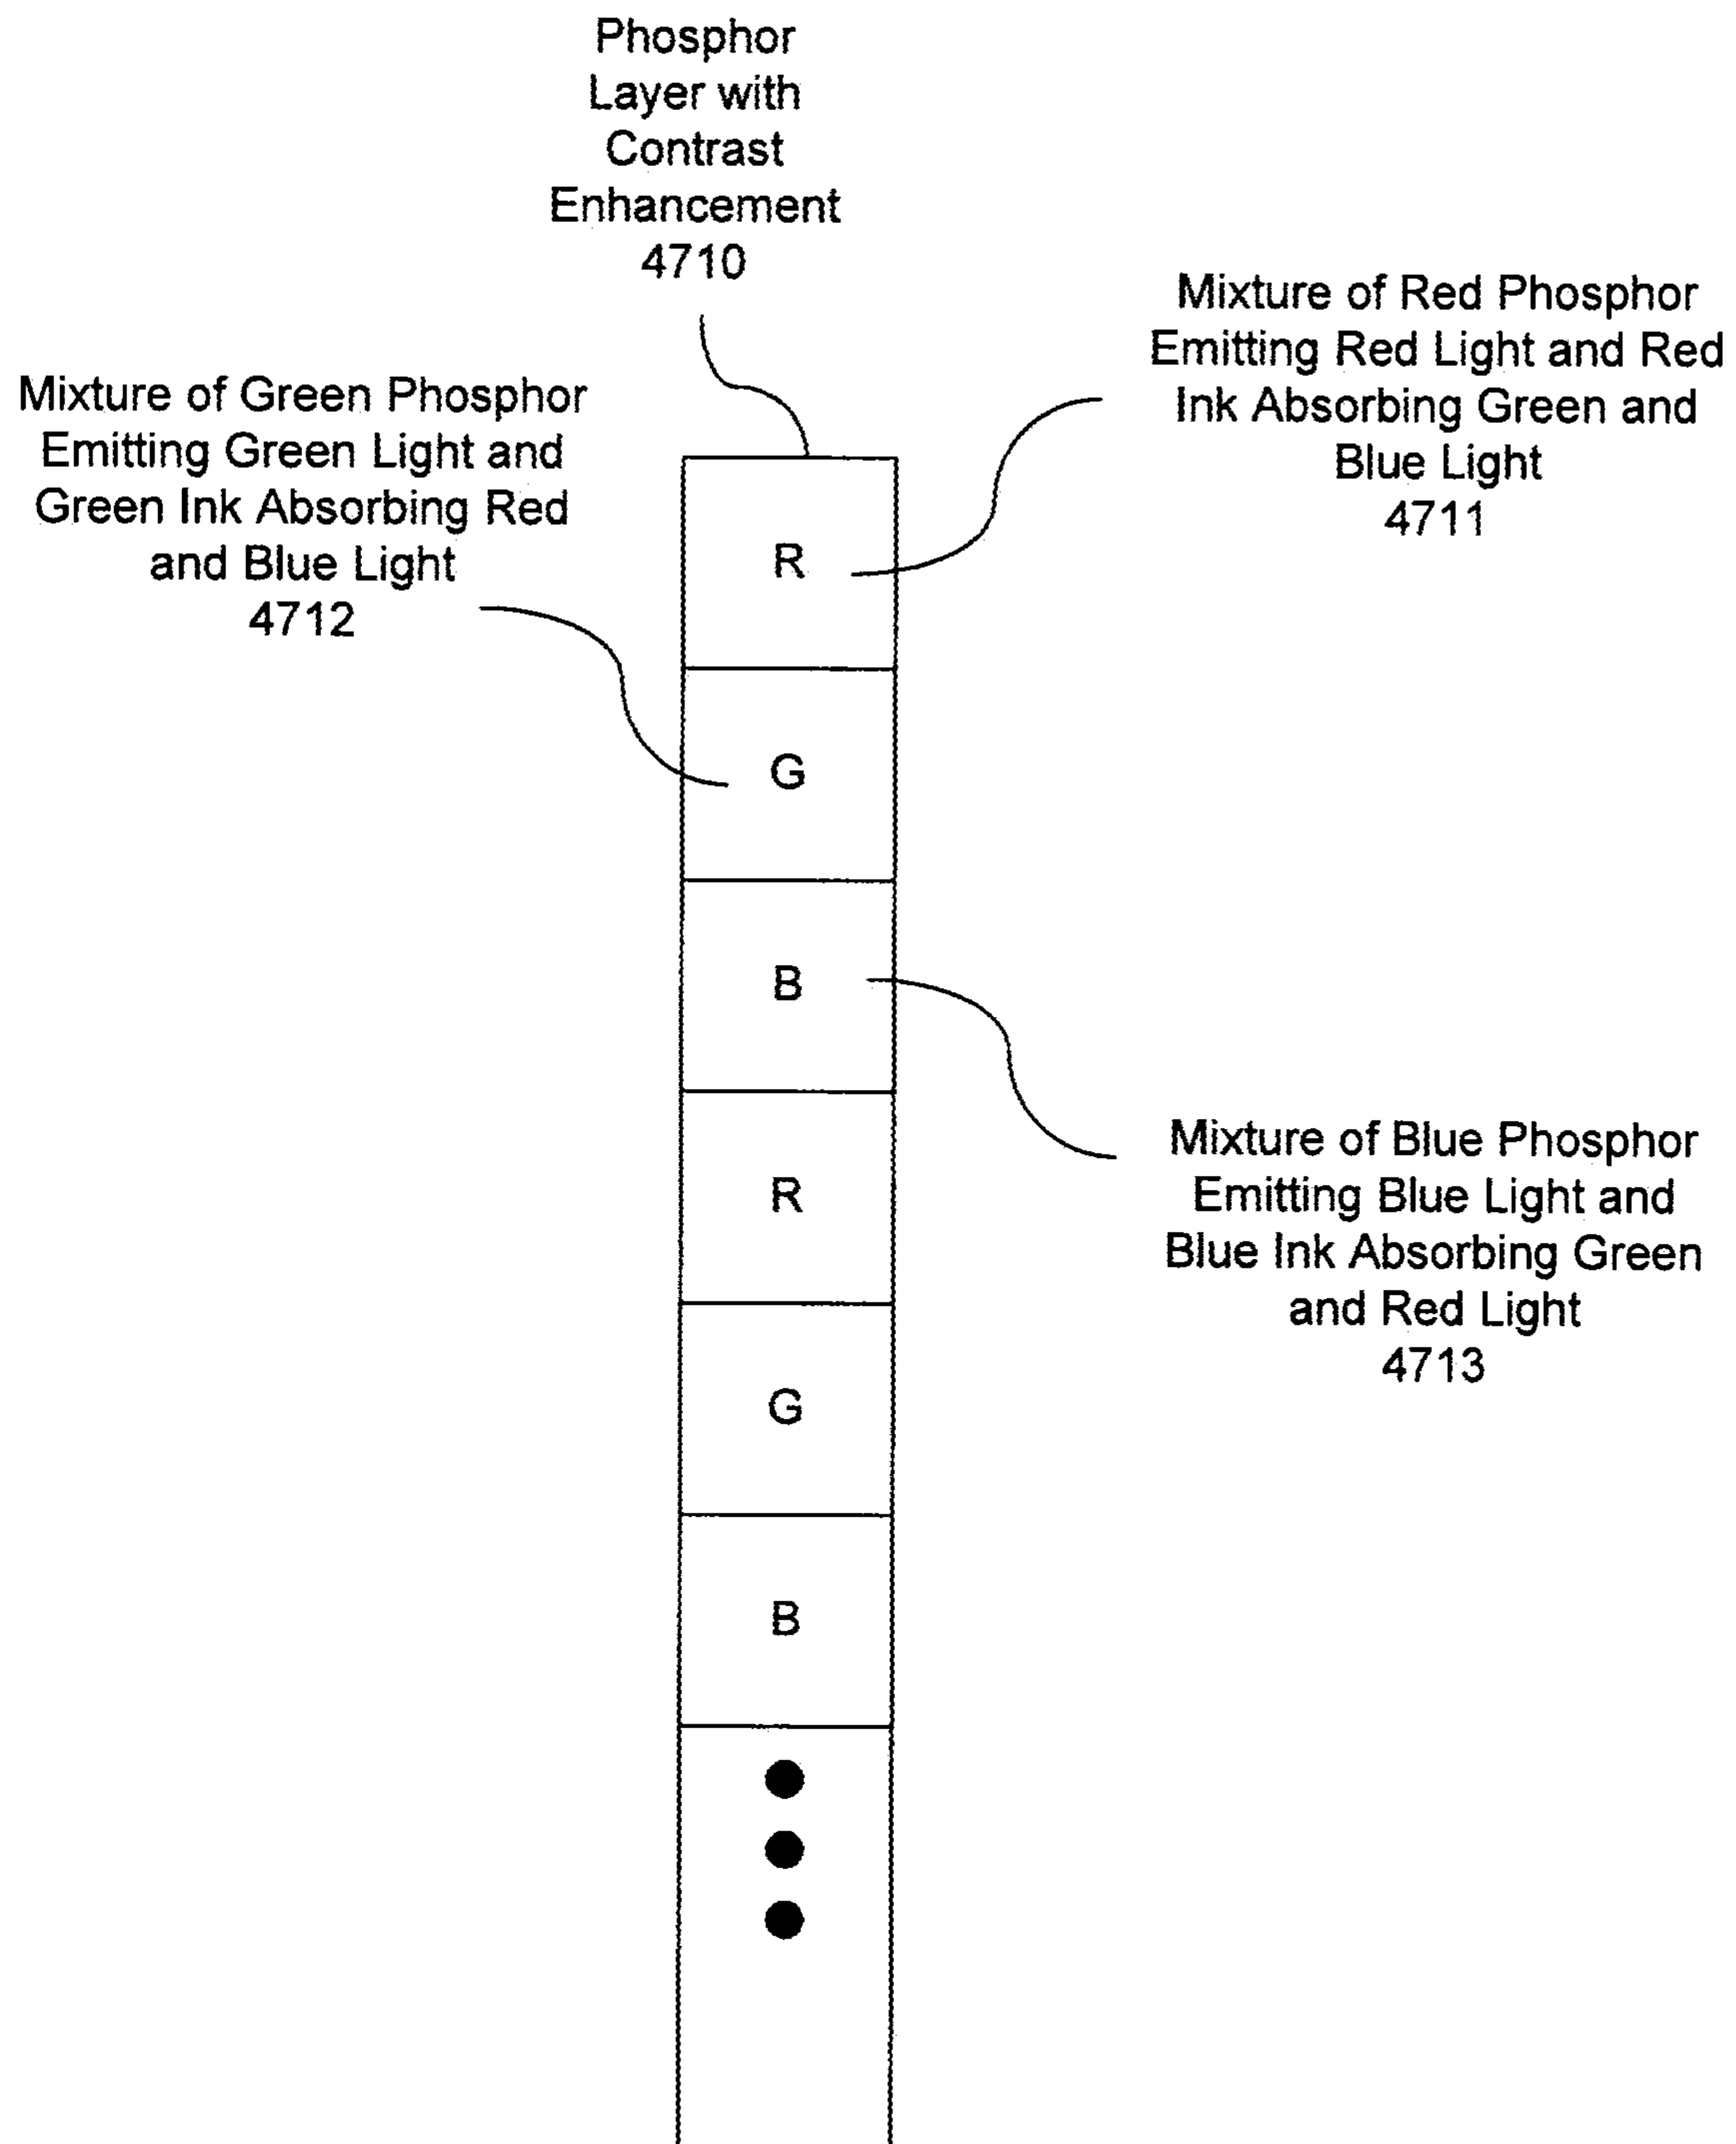 Phosphor
Layer with
Contrast
Enhancement
4710
Mixture of Red Phosphor
Emitting Red Light and Red
Ink Absorbing Green and
Blue Light
4711
Mixture of Green Phosphor
Emitting Green Light and
Green Ink Absorbing Red
and Blue Light
4712
R
G
B
R
G
B
Mixture of Blue Phosphor
Emitting Blue Light and
Blue Ink Absorbing Green
and Red Light
4713